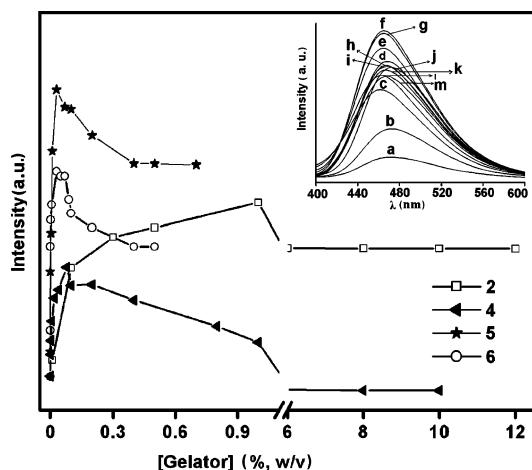 Intensity (a.u.)
[Gelator] (%, w/v)
0
0.3
0.6
0.9
6
8
10
12
2
4
5
6
Intensity (a. u.)
λ (nm)
400
440
480
520
560
600
f
g
e
h
d
j
i
k
l
c
m
b
a